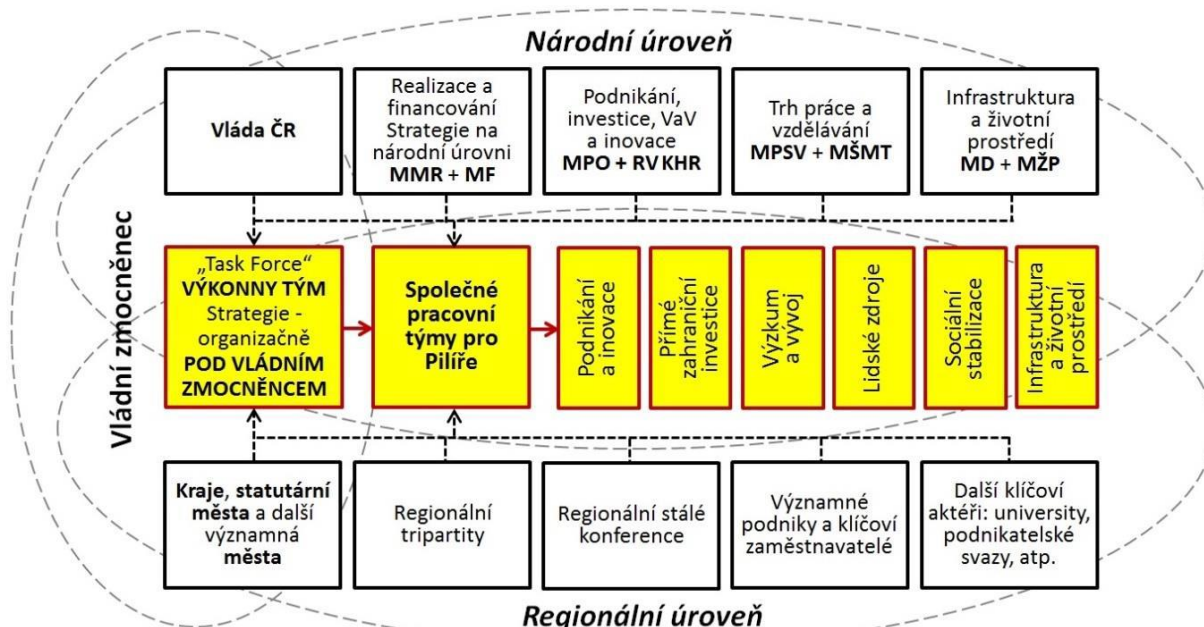 Národní úroveň
Vláda ČR
Realizace a
financování
Strategie na
národní úrovni
MMR + MF
Podnikání,
investice, VaV
a inovace
MPO + RV KHR
Trh práce a
vzdělávání
MPSV + MŠMT
Infrastruktura
a životní
prostředí
MD + MŽP
Vládní zmocněnec
„Task Force“
VÝKONNY TÝM
Strategie -
organizačně
POD VLÁDNÍM
ZMOCNĚNCEM
Společné
pracovní
týmy pro
Pilíře
Podnikání
a inovace
Přímé
zahraniční
investice
Výzkum
a vývoj
Lidské zdroje
Sociální
stabilizace
Infrastruktura
a životní
prostředí
Kraje, statutární
města a další
významná
města
Regionální
tripartity
Regionální stálé
konference
Významné
podniky a klíčoví
zaměstnavatelé
Další klíčoví
aktéři: university,
podnikatelské
svazy, atp.
Regionální úroveň